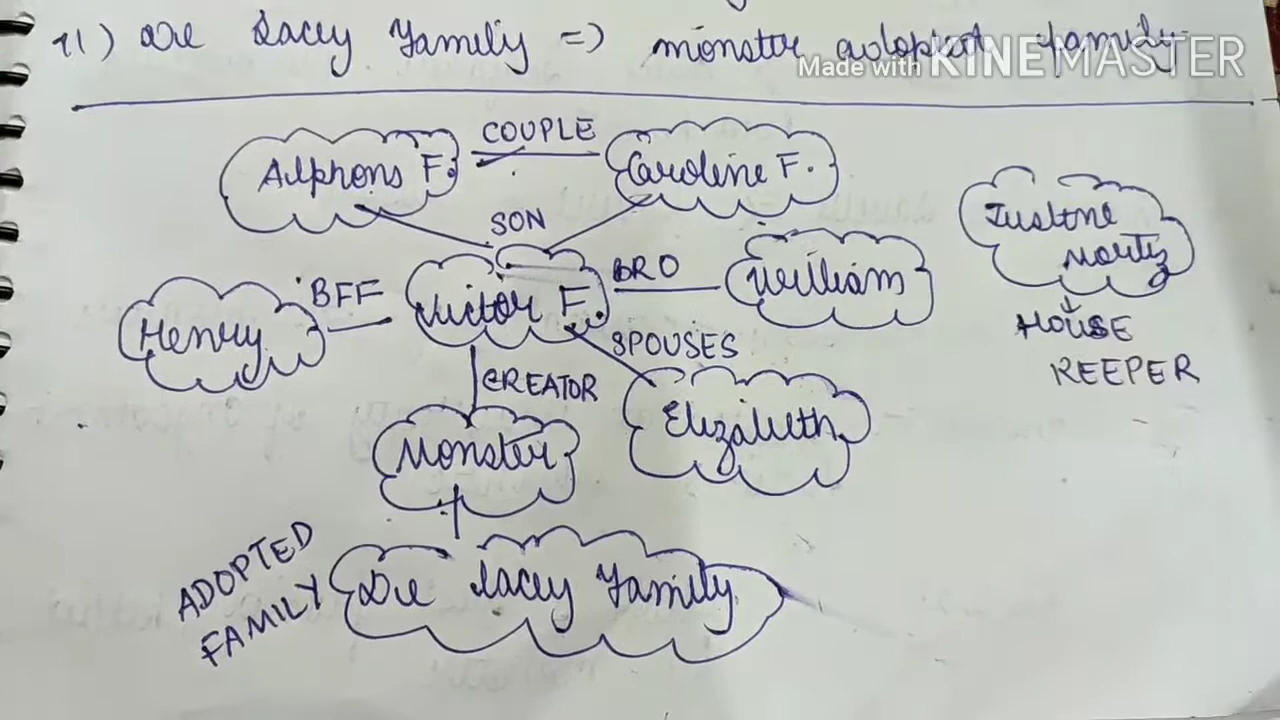 11) De Lacey Family => monster adopted family
Made with KINEMASTER
Alphons F.
COUPLE
Caroline F.
SON
Justine
Moritz
↓
HOUSE
KEEPER
Henry
BFF
Victor F.
BRO
William
SPOUSES
CREATOR
Elizabeth
Monster
ADOPTED
FAMILY
De Lacey Family